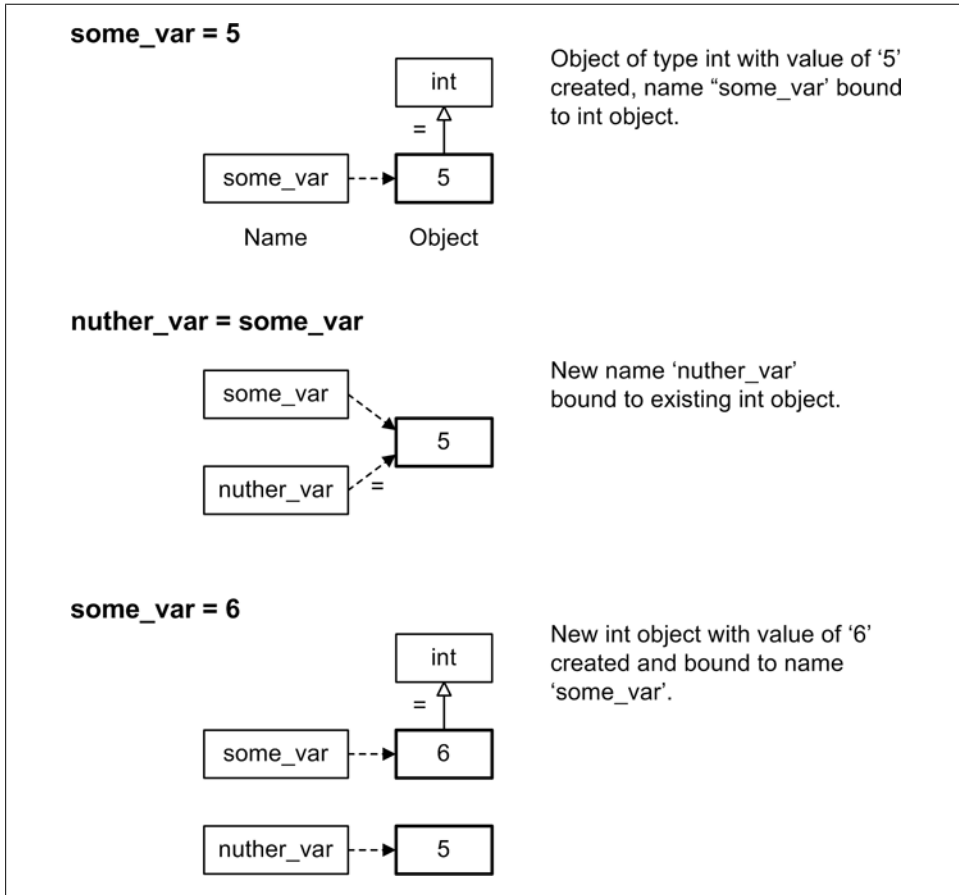 some_var = 5
int
=
some_var
5
Name
Object
Object of type int with value of ‘5’
created, name “some_var’ bound
to int object.
nuther_var = some_var
some_var
5
nuther_var
=
New name ‘nuther_var’
bound to existing int object.
some_var = 6
int
=
some_var
6
nuther_var
5
New int object with value of ‘6’
created and bound to name
‘some_var’.